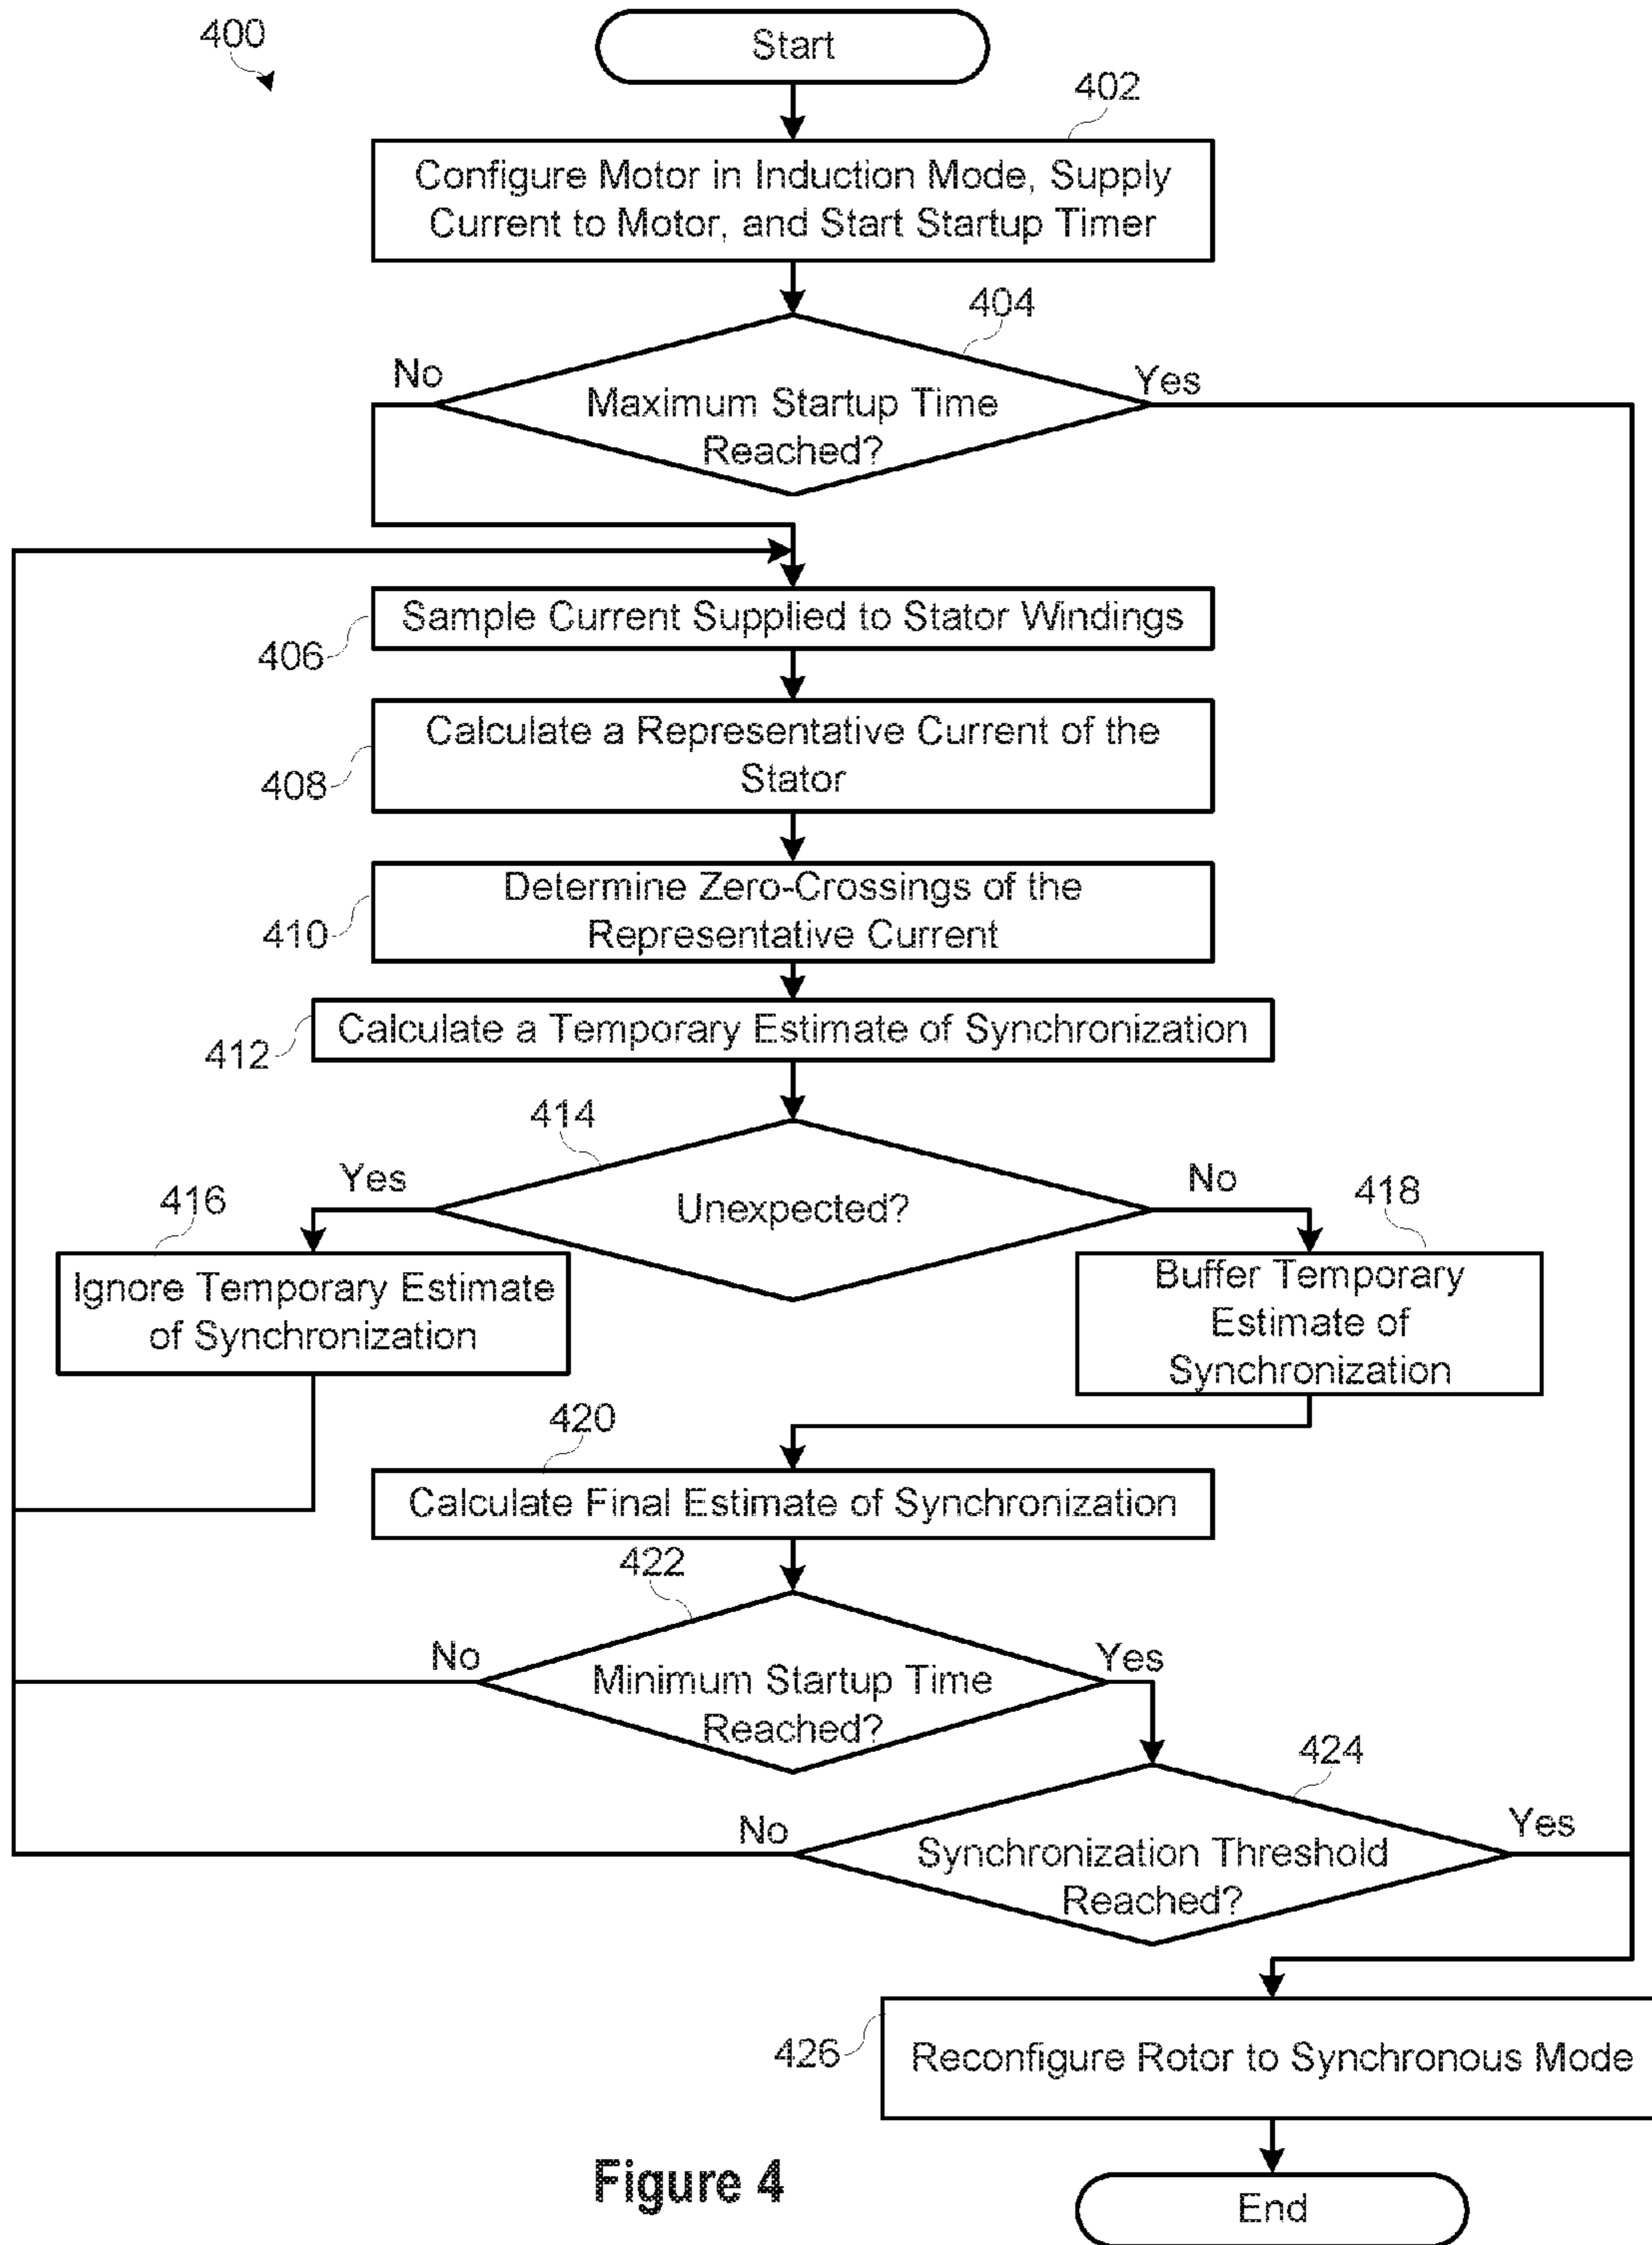 400
Start
402
Configure Motor in Induction Mode, Supply
Current to Motor, and Start Startup Timer
404
No
Yes
Maximum Startup Time
Reached?
Sample Current Supplied to Stator Windings
406
Calculate a Representative Current of the
Stator
408
Determine Zero-Crossings of the
Representative Current
410
Calculate a Temporary Estimate of Synchronization
412
414
Yes
No
Unexpected?
416
418
Ignore Temporary Estimate
of Synchronization
Buffer Temporary
Estimate of
Synchronization
420
Calculate Final Estimate of Synchronization
422
No
Yes
Minimum Startup Time
Reached?
424
No
Yes
Synchronization Threshold
Reached?
426
Reconfigure Rotor to Synchronous Mode
Figure 4
End